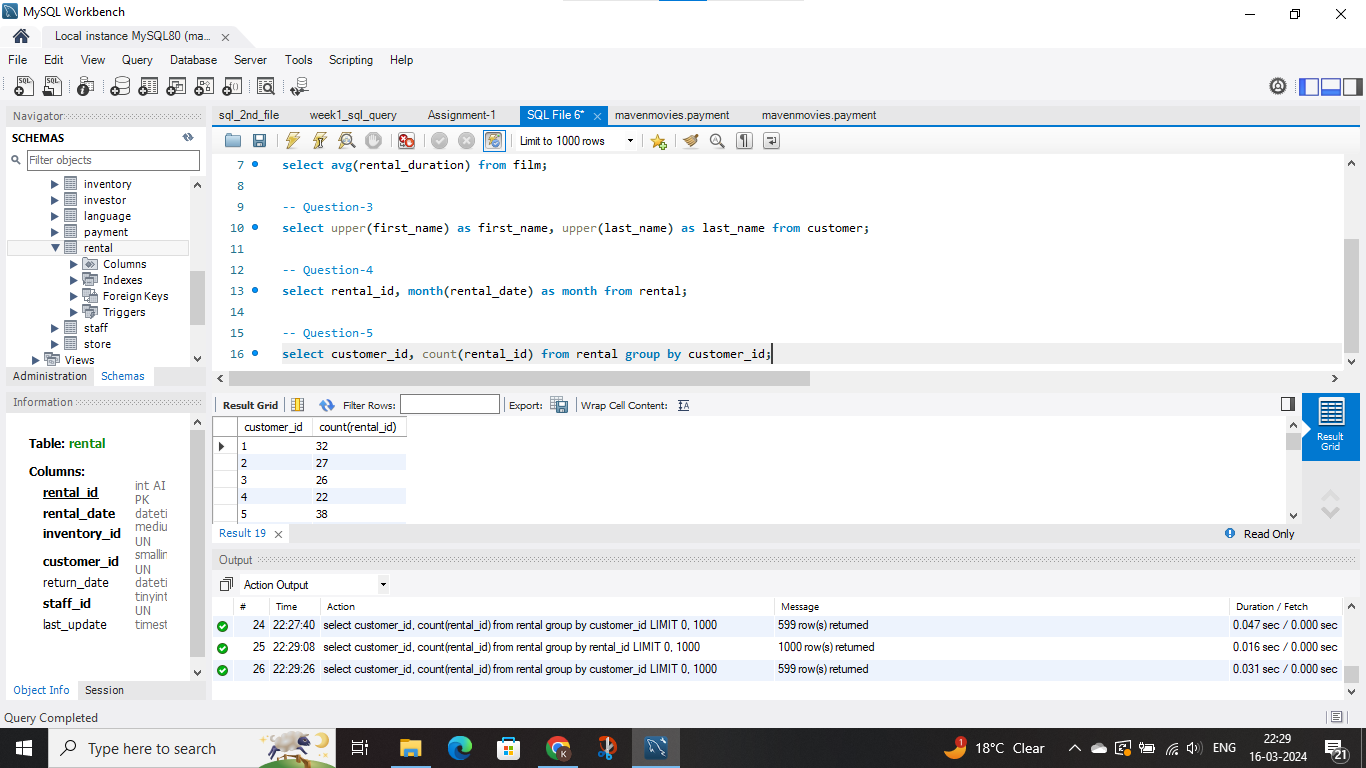 MySQL Workbench
Local instance MySQL80 (ma...
File Edit View Query Database Server Tools Scripting Help
Navigator
SCHEMAS
Filter objects
inventory
investor
language
payment
rental
Columns
Indexes
Foreign Keys
Triggers
staff
store
Views
Administration Schemas
Information
Table: rental
Columns:
rental_id int AI
PK
rental_date dateti
inventory_id mediu
UN
customer_id smallin
UN
return_date dateti
staff_id tinyint
UN
last_update timest
Object Info Session
sql_2nd_file week1_sql_query Assignment-1 SQL File 6* mavenmovies.payment mavenmovies.payment
Limit to 1000 rows
7 select avg(rental_duration) from film;
8
9 -- Question-3
10 select upper(first_name) as first_name, upper(last_name) as last_name from customer;
11
12 -- Question-4
13 select rental_id, month(rental_date) as month from rental;
14
15 -- Question-5
16 select customer_id, count(rental_id) from rental group by customer_id;
Result Grid Filter Rows: Export: Wrap Cell Content:
customer_id count(rental_id)
1 32
2 27
3 26
4 22
5 38
Result
Grid
Result 19 Read Only
Output
Action Output
# Time Action Message Duration / Fetch
24 22:27:40 select customer_id, count(rental_id) from rental group by customer_id LIMIT 0, 1000 599 row(s) returned 0.047 sec / 0.000 sec
25 22:29:08 select customer_id, count(rental_id) from rental group by rental_id LIMIT 0, 1000 1000 row(s) returned 0.016 sec / 0.000 sec
26 22:29:26 select customer_id, count(rental_id) from rental group by customer_id LIMIT 0, 1000 599 row(s) returned 0.031 sec / 0.000 sec
Query Completed
Type here to search
K
1
18°C Clear
ENG
22:29
16-03-2024
21